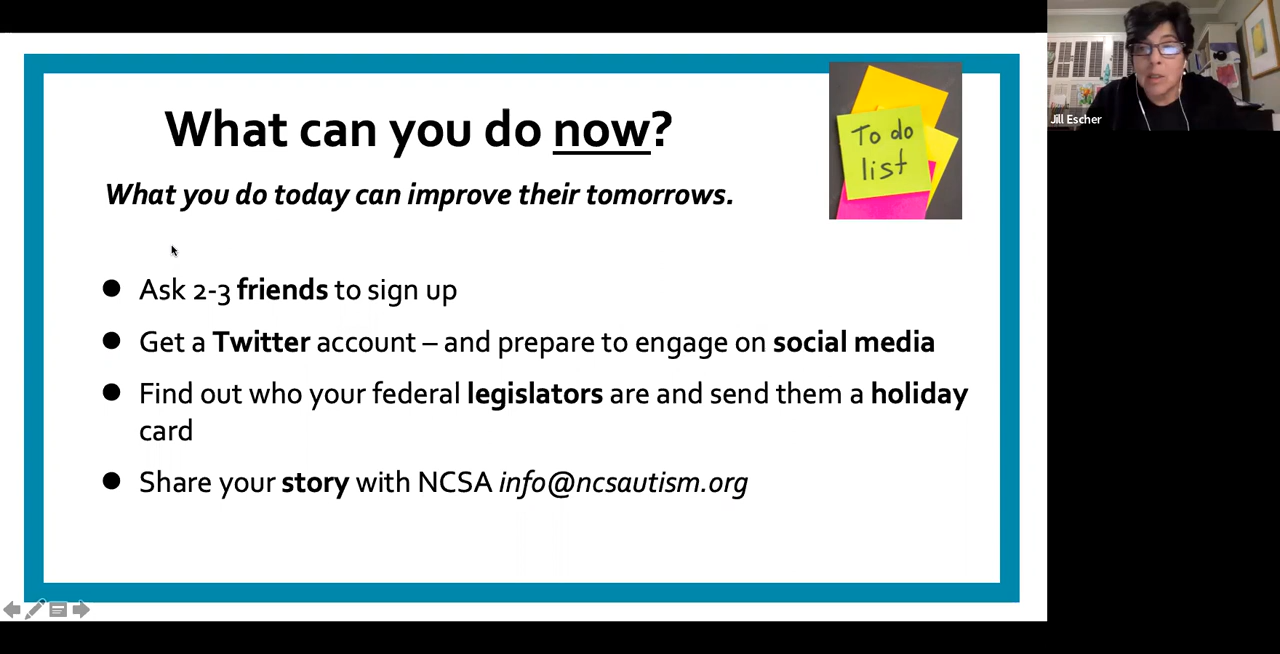 What can you do now?
To do
list
What you do today can improve their tomorrows.
Ask 2-3 friends to sign up
Get a Twitter account – and prepare to engage on social media
Find out who your federal legislators are and send them a holiday
card
Share your story with NCSA info@ncsautism.org
Jill Escher